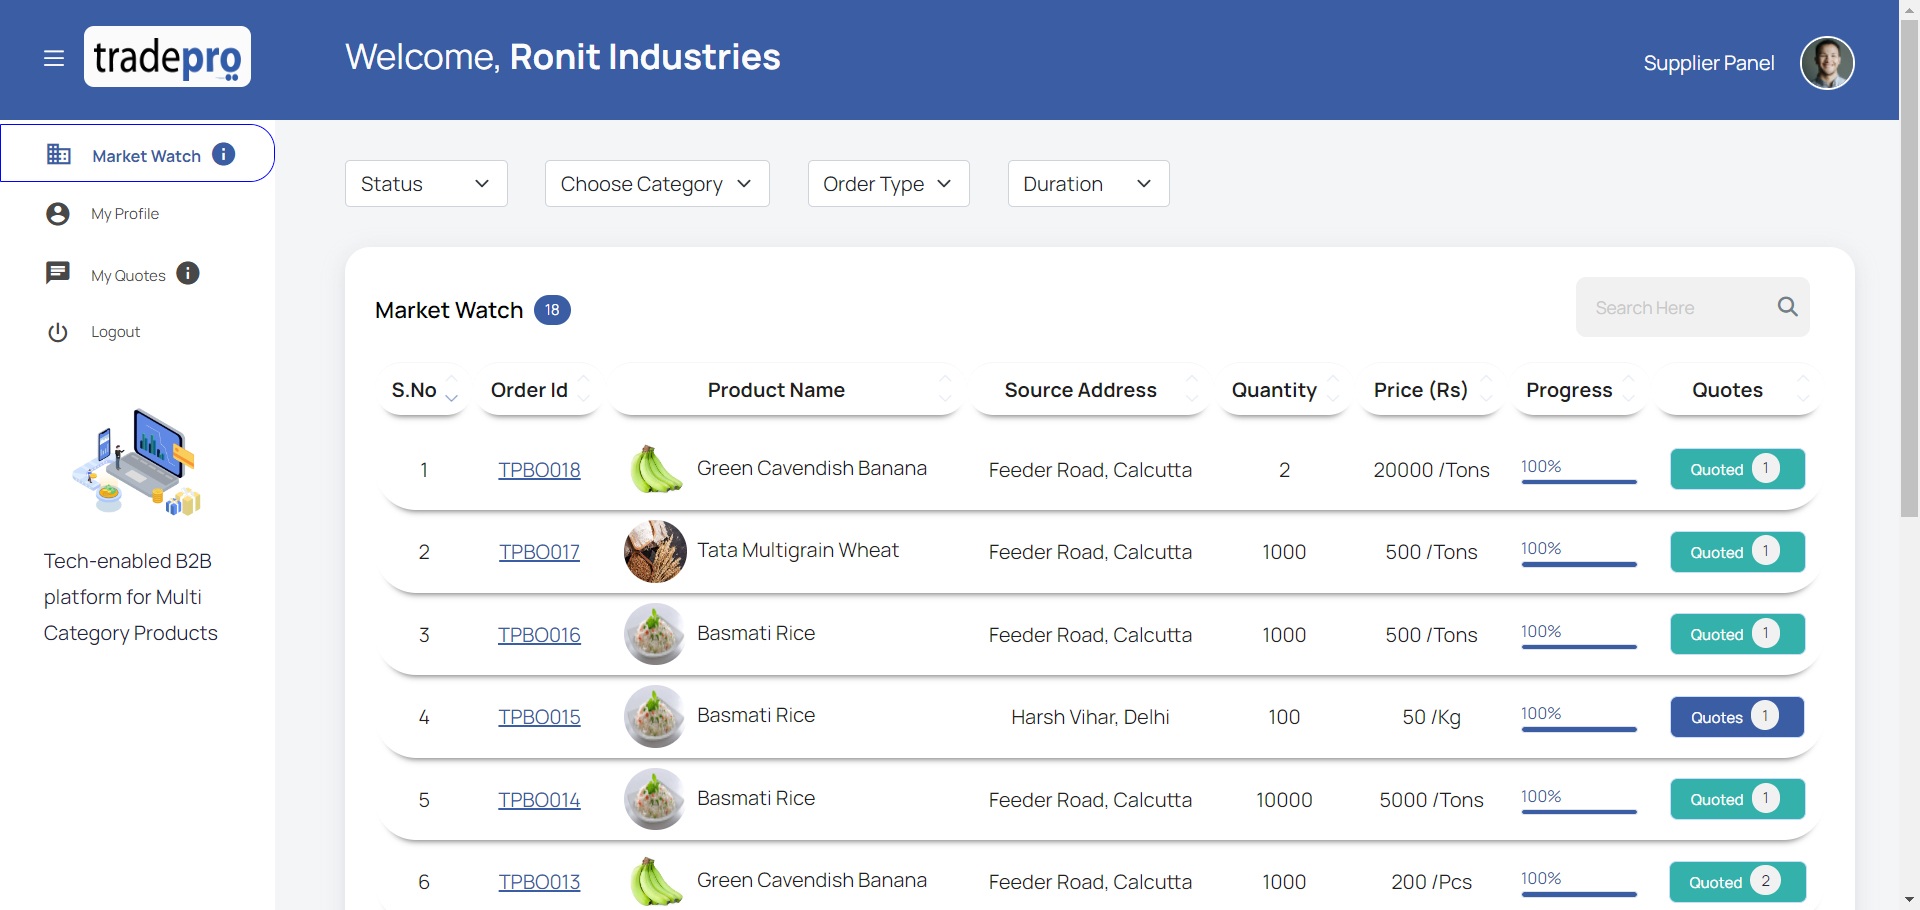 tradepro
Welcome, Ronit Industries
Supplier Panel
Market Watch i
My Profile
My Quotes i
Logout
Tech-enabled B2B
platform for Multi
Category Products
Status
Choose Category
Order Type
Duration
Market Watch 18
Search Here
S.No Order Id Product Name Source Address Quantity Price (Rs) Progress Quotes
1 TPBO018 Green Cavendish Banana Feeder Road, Calcutta 2 20000 /Tons 100% Quoted 1
2 TPBO017 Tata Multigrain Wheat Feeder Road, Calcutta 1000 500 /Tons 100% Quoted 1
3 TPBO016 Basmati Rice Feeder Road, Calcutta 1000 500 /Tons 100% Quoted 1
4 TPBO015 Basmati Rice Harsh Vihar, Delhi 100 50 /Kg 100% Quotes 1
5 TPBO014 Basmati Rice Feeder Road, Calcutta 10000 5000 /Tons 100% Quoted 1
6 TPBO013 Green Cavendish Banana Feeder Road, Calcutta 1000 200 /Pcs 100% Quoted 2